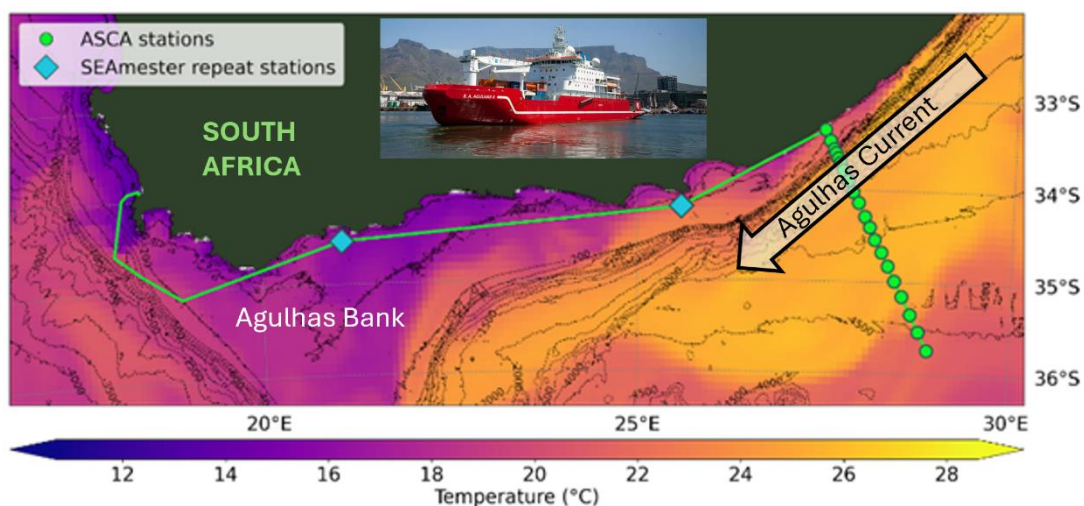 ASCA stations
SEAmester repeat stations
SOUTH
AFRICA
Agulhas Current
Agulhas Bank
33°S
34°S
35°S
36°S
20°E
25°E
30°E
12
14
16
18
20
22
24
26
28
Temperature (°C)